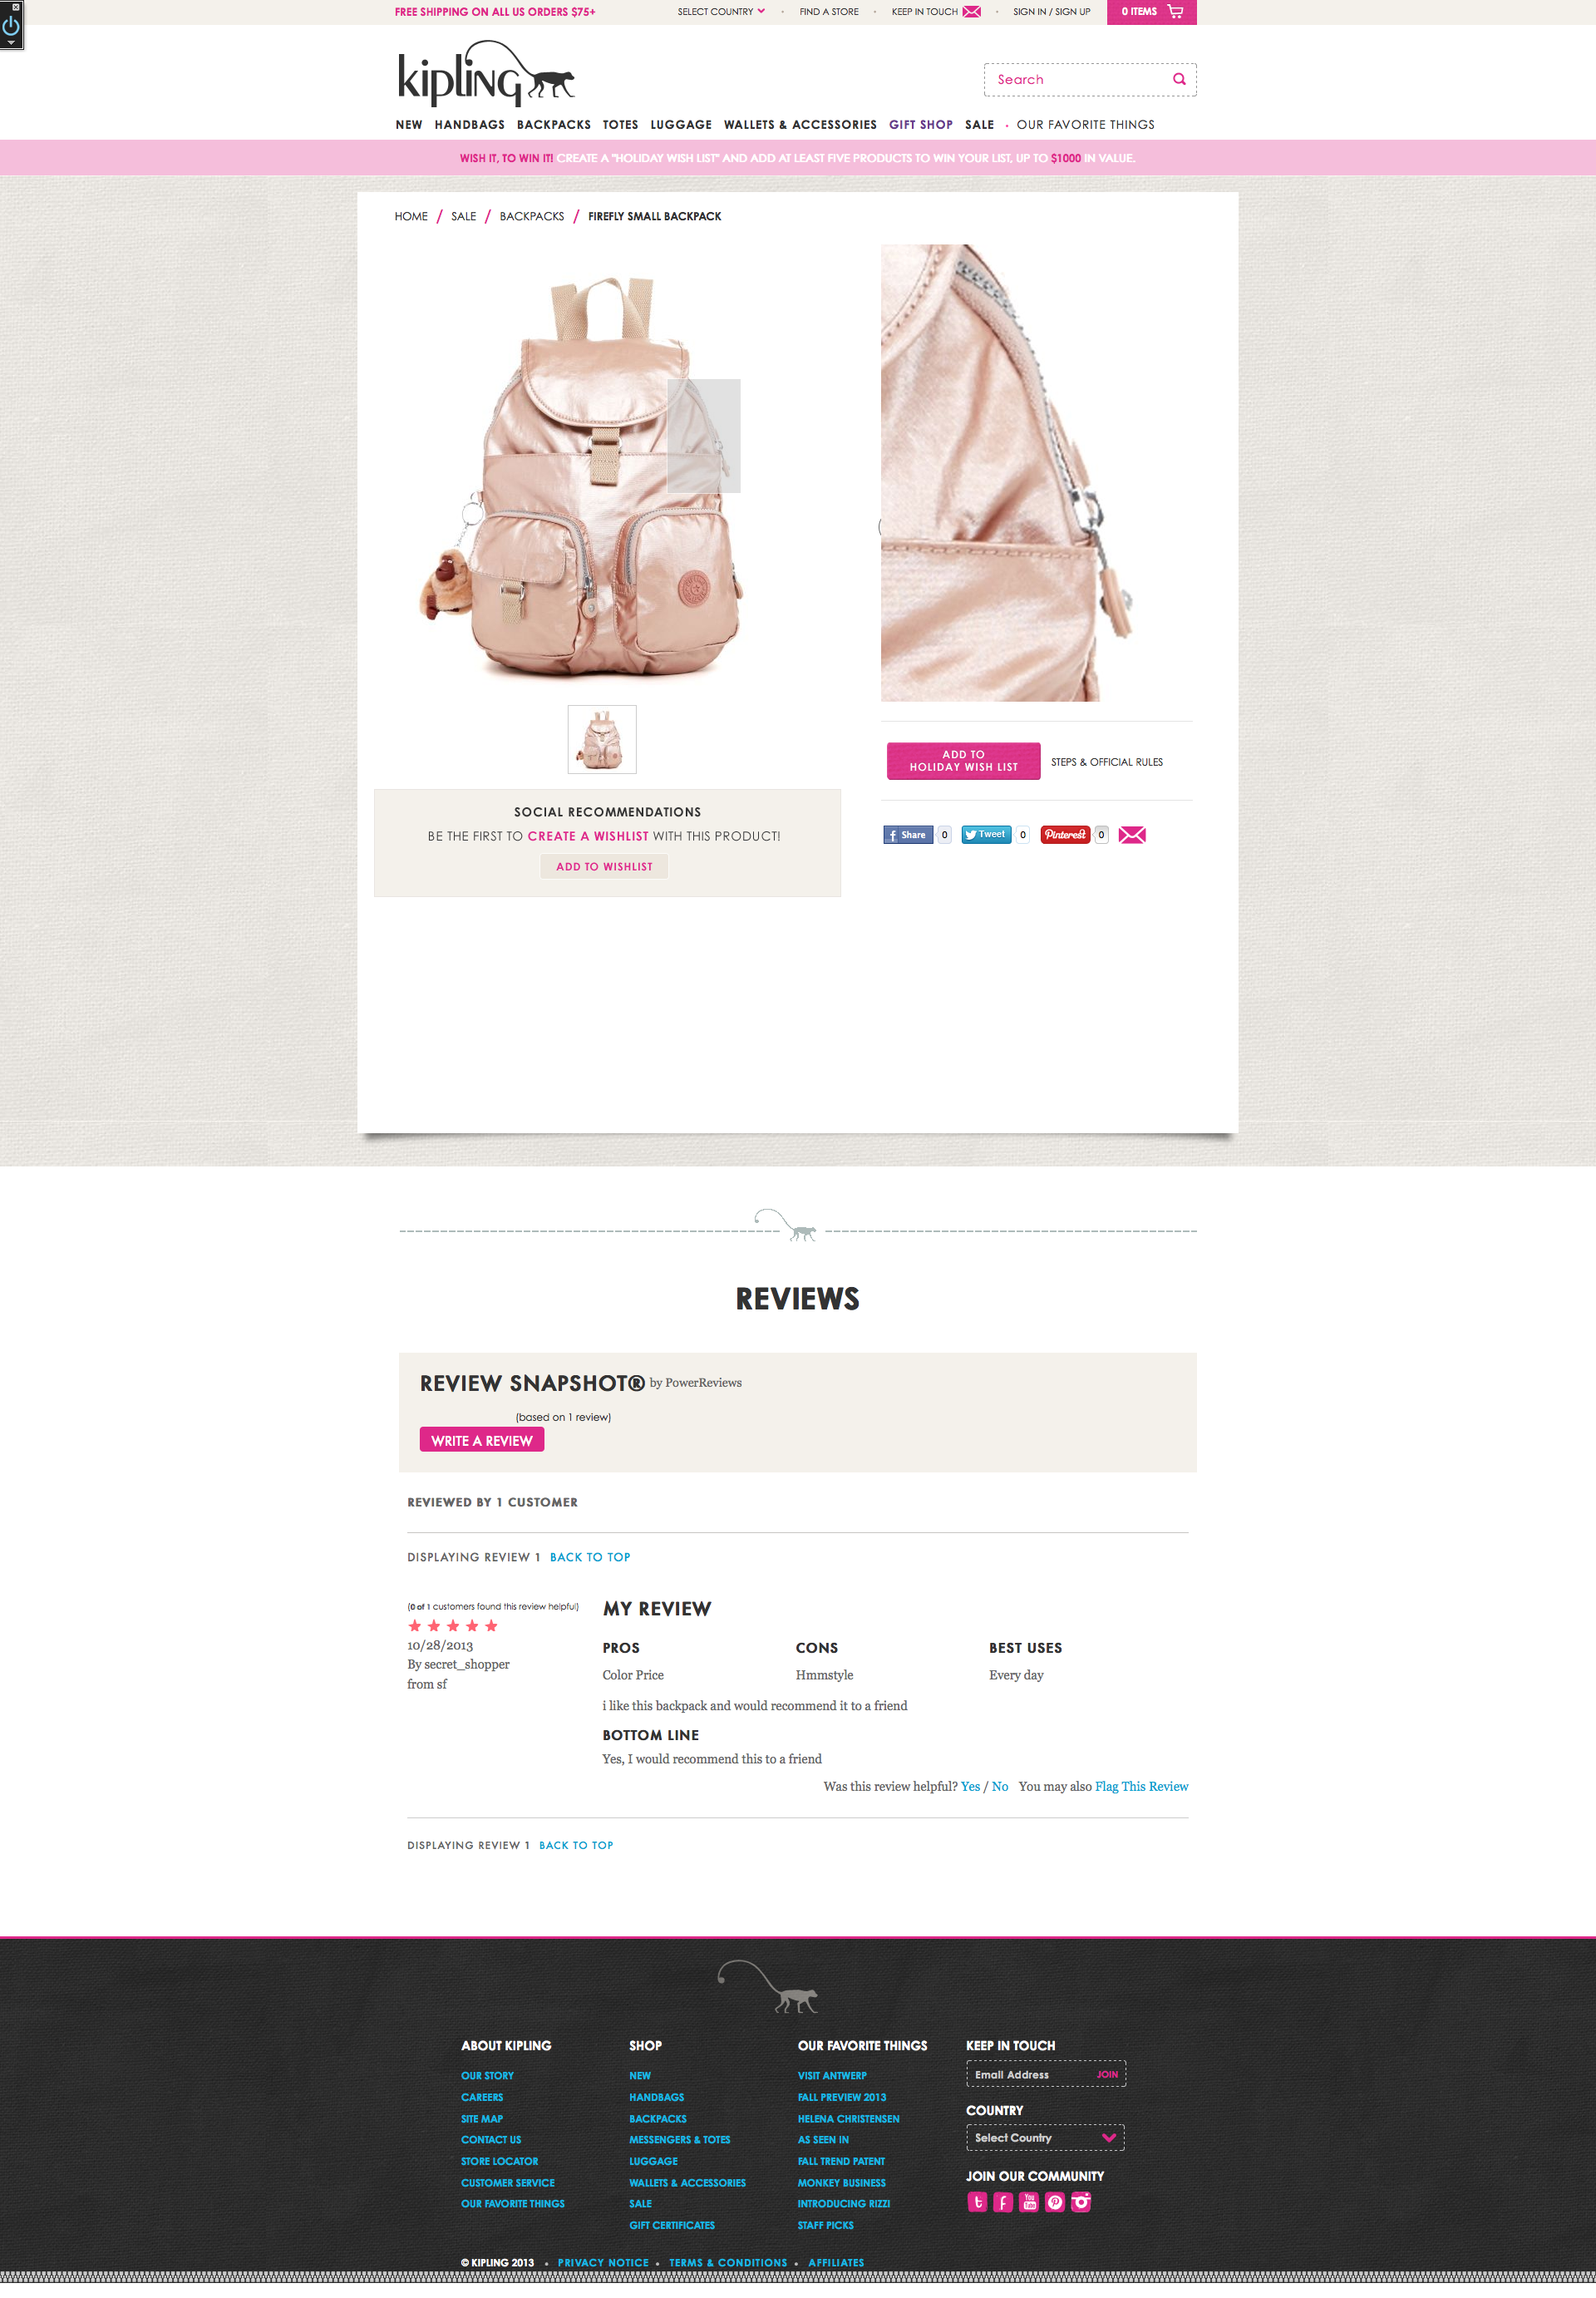 FREE SHIPPING ON ALL US ORDERS $75+
SELECT COUNTRY
FIND A STORE
KEEP IN TOUCH
SIGN IN / SIGN UP
0 ITEMS
kipling
Search
NEW HANDBAGS BACKPACKS TOTES LUGGAGE WALLETS & ACCESSORIES GIFT SHOP SALE • OUR FAVORITE THINGS
WISH IT, TO WIN IT! CREATE A "HOLIDAY WISH LIST" AND ADD AT LEAST FIVE PRODUCTS TO WIN YOUR LIST, UP TO $1000 IN VALUE.
HOME / SALE / BACKPACKS / FIREFLY SMALL BACKPACK
ADD TO
HOLIDAY WISH LIST
STEPS & OFFICIAL RULES
SOCIAL RECOMMENDATIONS
BE THE FIRST TO CREATE A WISHLIST WITH THIS PRODUCT!
ADD TO WISHLIST
Share 0 Tweet 0 Pinterest 0
REVIEWS
REVIEW SNAPSHOT® by PowerReviews
(based on 1 review)
WRITE A REVIEW
REVIEWED BY 1 CUSTOMER
DISPLAYING REVIEW 1 BACK TO TOP
(0 of 1 customers found this review helpful)
10/28/2013
By secret_shopper
from sf
MY REVIEW
PROS CONS BEST USES
Color Price Hmmstyle Every day
i like this backpack and would recommend it to a friend
BOTTOM LINE
Yes, I would recommend this to a friend
Was this review helpful? Yes / No You may also Flag This Review
DISPLAYING REVIEW 1 BACK TO TOP
ABOUT KIPLING
OUR STORY
CAREERS
SITE MAP
CONTACT US
STORE LOCATOR
CUSTOMER SERVICE
OUR FAVORITE THINGS
SHOP
NEW
HANDBAGS
BACKPACKS
MESSENGERS & TOTES
LUGGAGE
WALLETS & ACCESSORIES
SALE
GIFT CERTIFICATES
OUR FAVORITE THINGS
VISIT ANTWERP
FALL PREVIEW 2013
HELENA CHRISTENSEN
AS SEEN IN
FALL TREND PATENT
MONKEY BUSINESS
INTRODUCING RIZZI
STAFF PICKS
KEEP IN TOUCH
Email Address JOIN
COUNTRY
Select Country
JOIN OUR COMMUNITY
You Tube
© KIPLING 2013 • PRIVACY NOTICE • TERMS & CONDITIONS • AFFILIATES